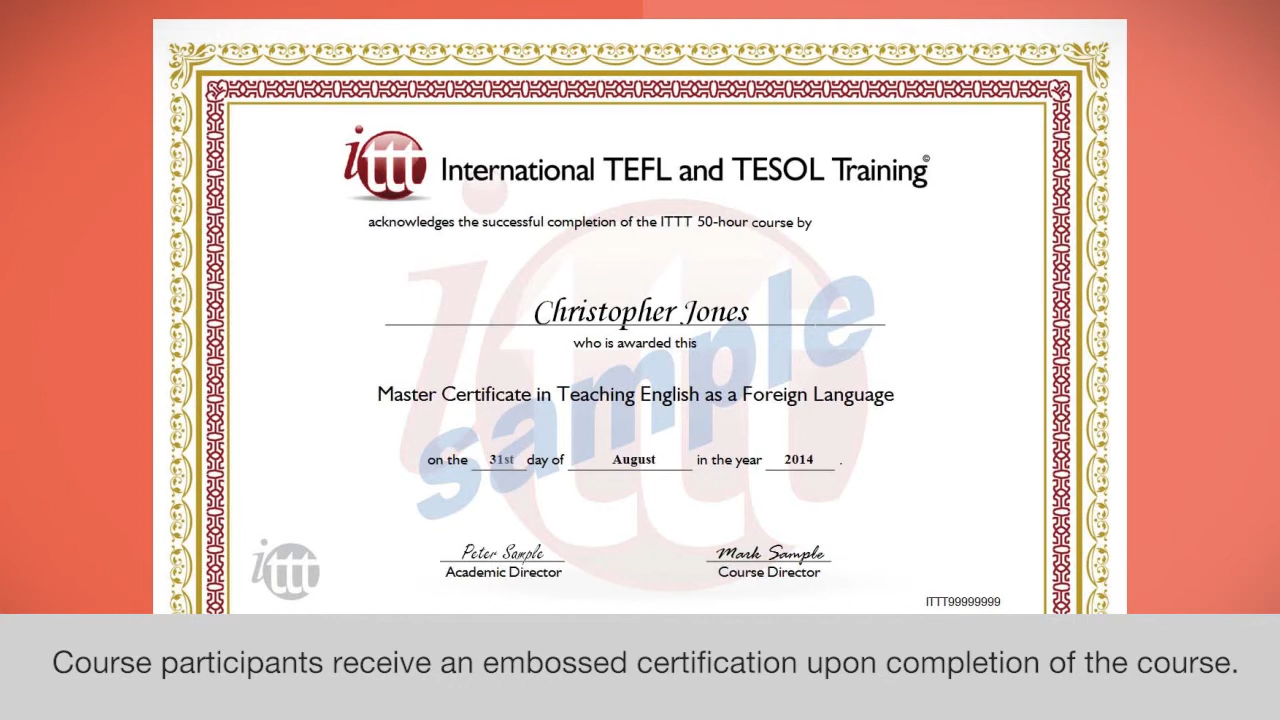 ittt International TEFL and TESOL Training©
acknowledges the successful completion of the ITTT 50-hour course by
Christopher Jones
who is awarded this
Master Certificate in Teaching English as a Foreign Language
sample
on the 31st day of August in the year 2014 .
Peter Sample Mark Sample
Academic Director Course Director
ittt
ITTT99999999
Course participants receive an embossed certification upon completion of the course.